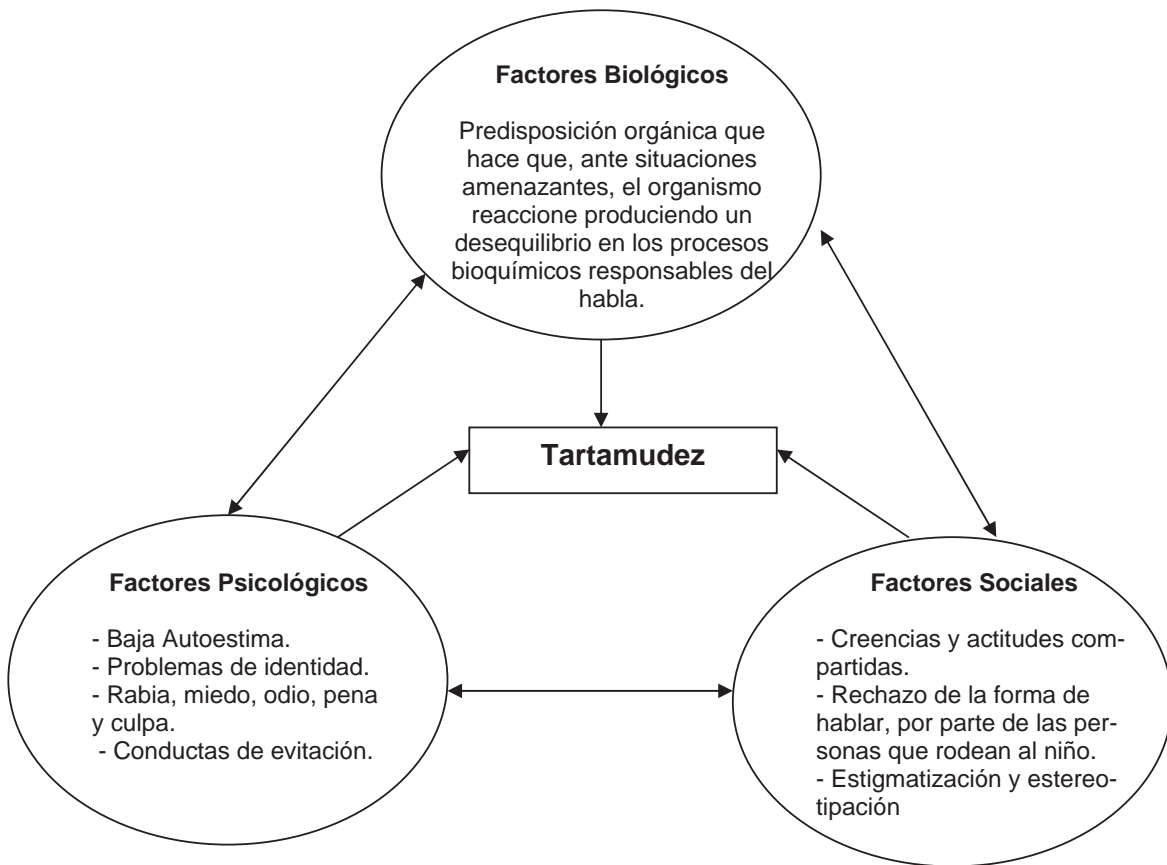 Factores Biológicos
Predisposición orgánica que
hace que, ante situaciones
amenazantes, el organismo
reaccione produciendo un
desequilibrio en los procesos
bioquímicos responsables del
habla.
Tartamudez
Factores Psicológicos
- Baja Autoestima.
- Problemas de identidad.
- Rabia, miedo, odio, pena
y culpa.
- Conductas de evitación.
Factores Sociales
- Creencias y actitudes com-
partidas.
- Rechazo de la forma de
hablar, por parte de las per-
sonas que rodean al niño.
- Estigmatización y estereo-
tipación